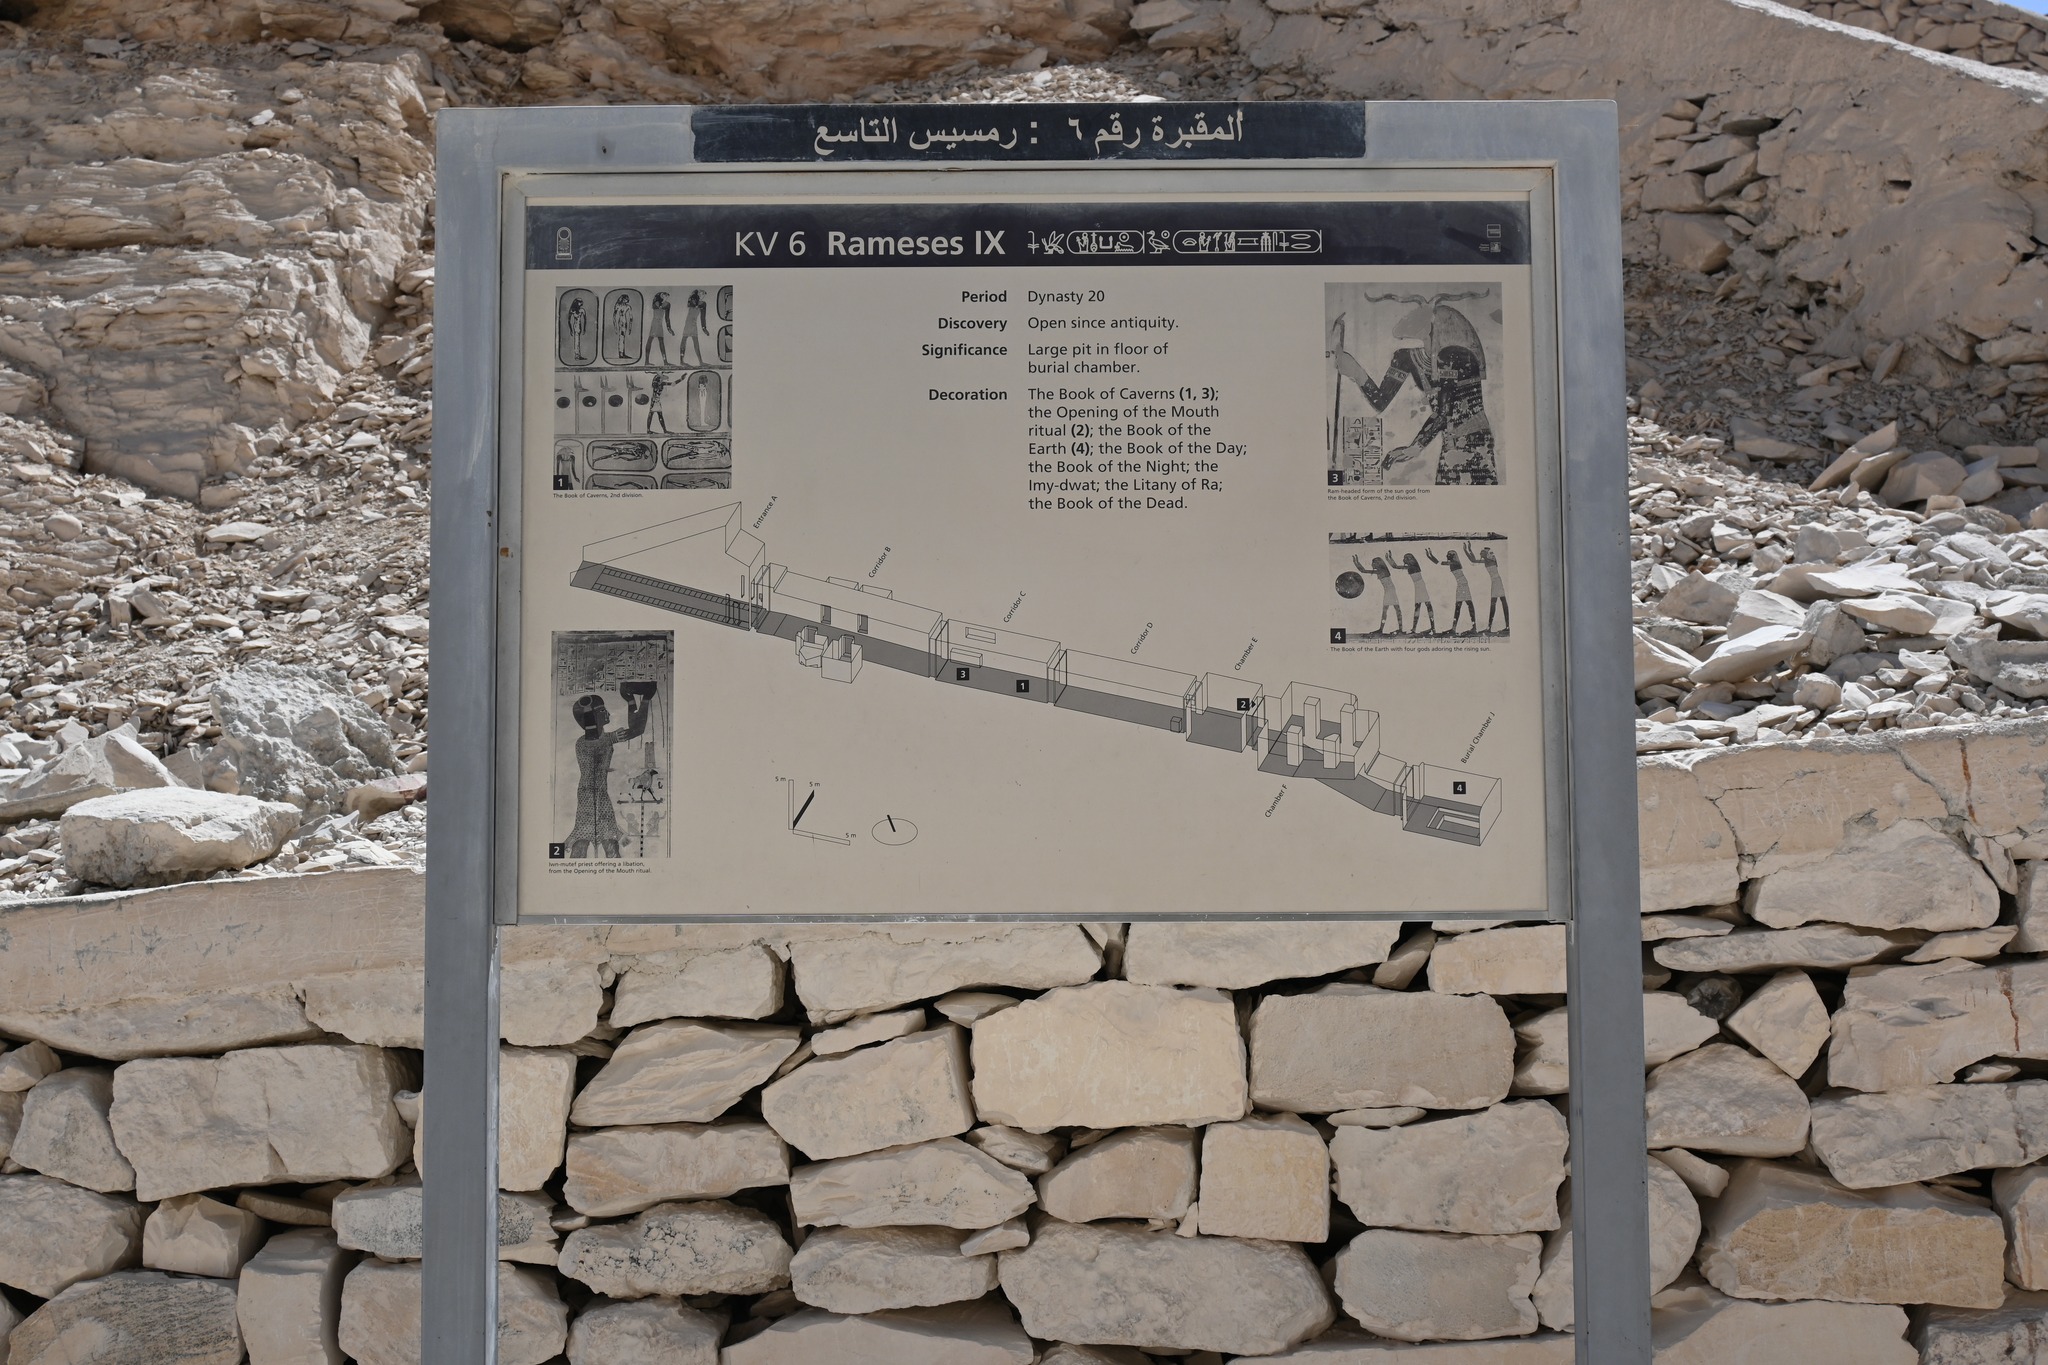 المقبرة رقم ٦ : رمسيس التاسع
KV 6 Rameses IX
Period Dynasty 20
Discovery Open since antiquity.
Significance Large pit in floor of
burial chamber.
Decoration The Book of Caverns (1, 3);
the Opening of the Mouth
ritual (2); the Book of the
Earth (4); the Book of the Day;
the Book of the Night; the
Imy-dwat; the Litany of Ra;
the Book of the Dead.
1
The Book of Caverns, 2nd division.
3
Ram-headed form of the sun god from
the Book of Caverns, 2nd division.
Entrance A
Corridor B
Corridor C
Corridor D
Chamber E
Chamber F
Burial Chamber J
3
1
2
4
4
The Book of the Earth with four gods adoring the rising sun.
2
Iwn-mutef priest offering a libation,
from the Opening of the Mouth ritual.
5 m
5 m
5 m